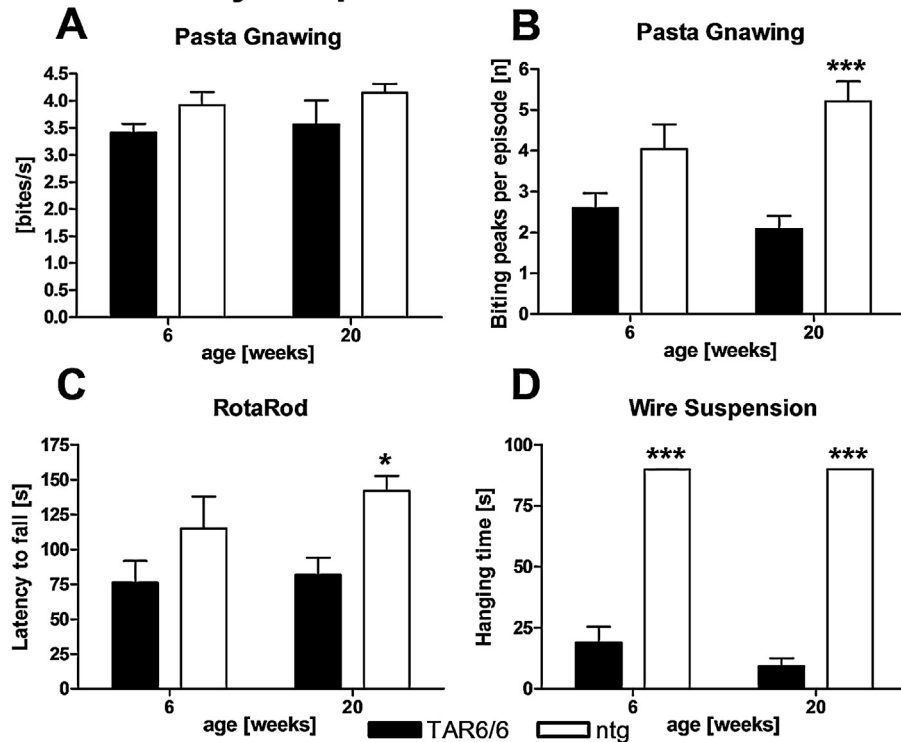 A
Pasta Gnawing
[bites/s]
4.5
4.0
3.5
3.0
2.5
2.0
1.5
1.0
0.5
0.0
6
20
age [weeks]
B
Pasta Gnawing
Biting peaks per episode [n]
6
5
4
3
2
1
0
***
6
20
age [weeks]
C
RotaRod
Latency to fall [s]
175
150
125
100
75
50
25
0
*
6
20
age [weeks]
D
Wire Suspension
Hanging time [s]
100
75
50
25
0
***
***
6
20
age [weeks]
TAR6/6
ntg